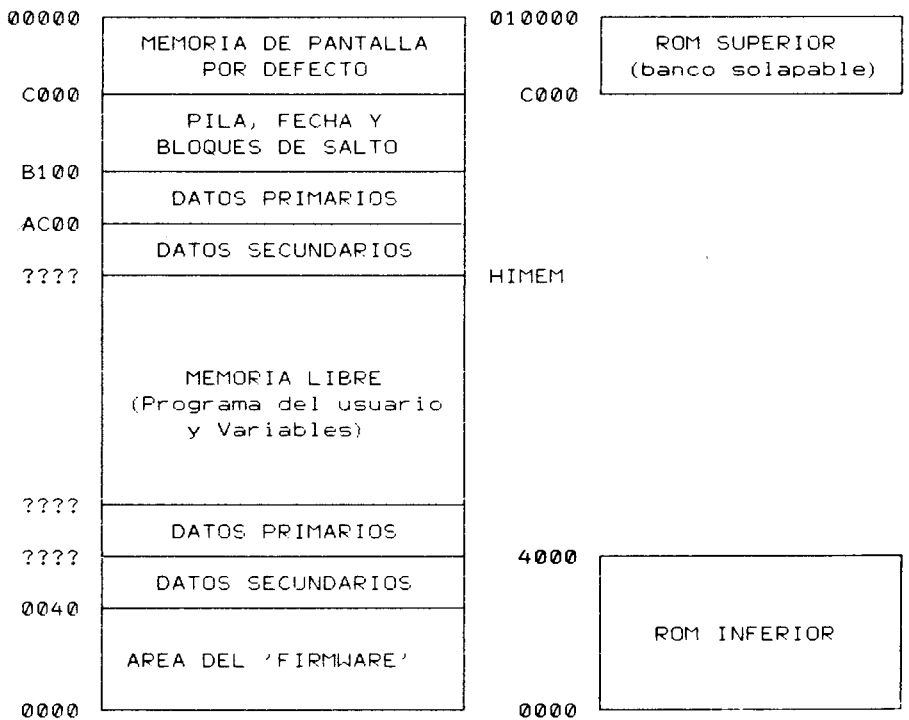 00000
MEMORIA DE PANTALLA
POR DEFECTO
C000
PILA, FECHA Y
BLOQUES DE SALTO
B100
DATOS PRIMARIOS
AC00
DATOS SECUNDARIOS
????
HIMEM
MEMORIA LIBRE
(Programa del usuario
y Variables)
????
DATOS PRIMARIOS
????
DATOS SECUNDARIOS
0040
AREA DEL 'FIRMWARE'
0000
010000
ROM SUPERIOR
(banco solapable)
C000
4000
ROM INFERIOR
0000